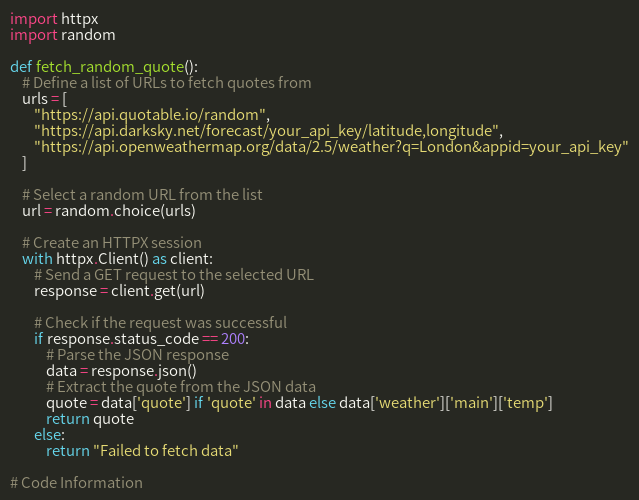 import httpx
import random
def fetch_random_quote():
# Define a list of URLs to fetch quotes from
urls = [
"https://api.quotable.io/random",
"https://api.darksky.net/forecast/your_api_key/latitude,longitude",
"https://api.openweathermap.org/data/2.5/weather?q=London&appid=your_api_key"
]
# Select a random URL from the list
url = random.choice(urls)
# Create an HTTPX session
with httpx.Client() as client:
# Send a GET request to the selected URL
response = client.get(url)
# Check if the request was successful
if response.status_code == 200:
# Parse the JSON response
data = response.json()
# Extract the quote from the JSON data
quote = data['quote'] if 'quote' in data else data['weather']['main']['temp']
return quote
else:
return "Failed to fetch data"
# Code Information